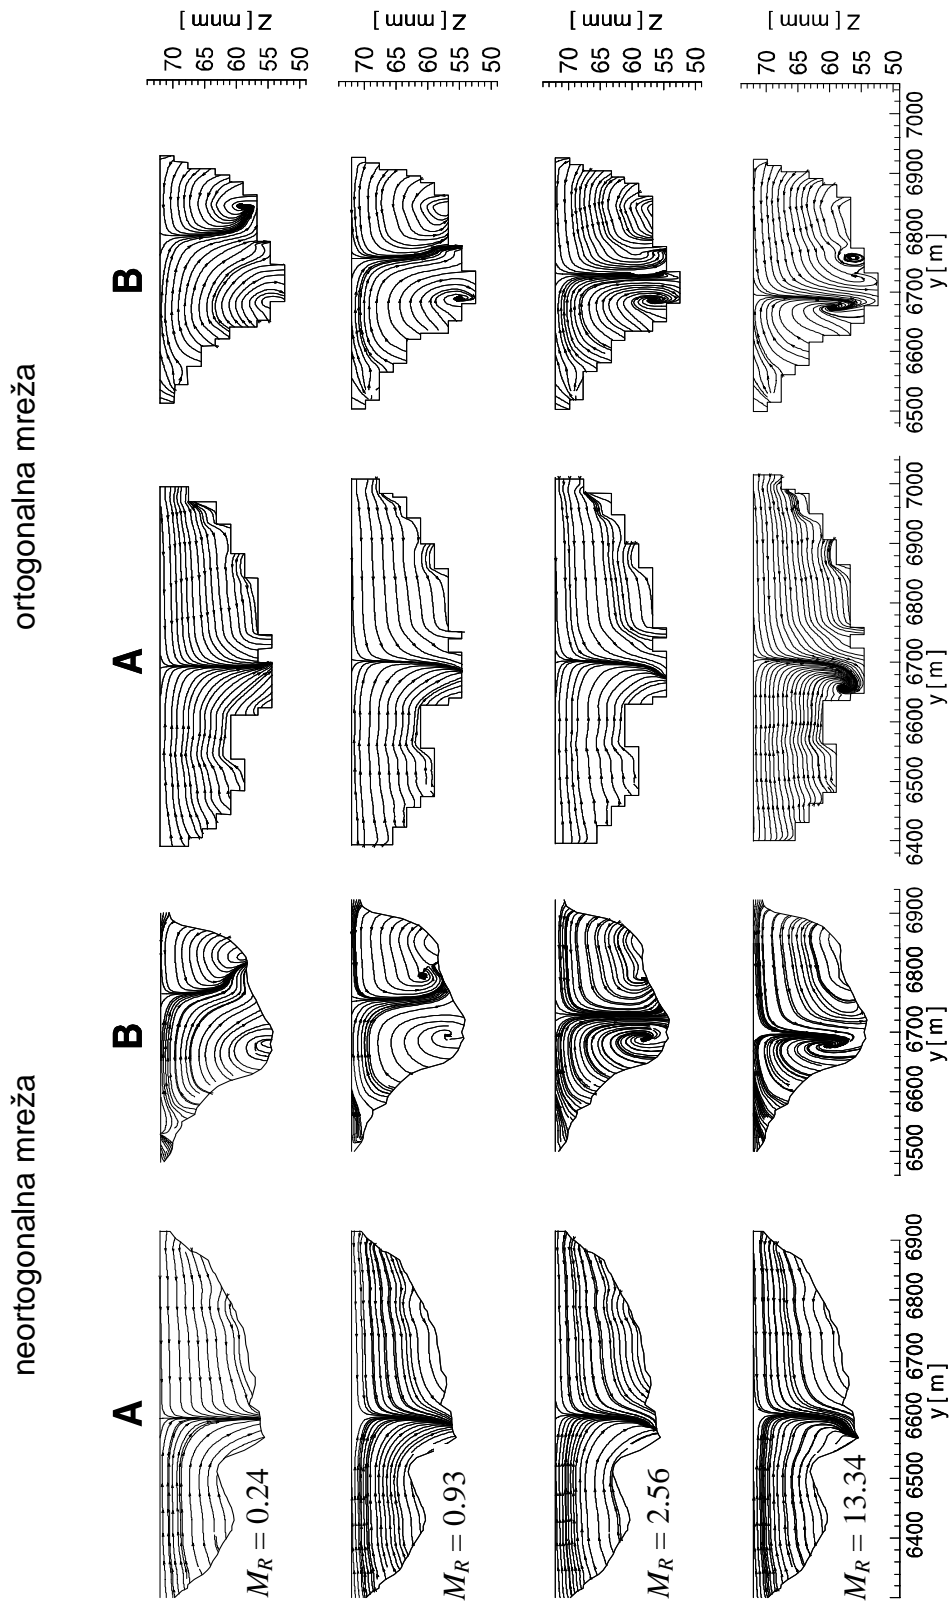 neortogonalna mreža
ortogonalna mreža
A
B
A
B
70
65
60
55
50
Z [ mnm ]
M_R = 0.24
70
65
60
55
50
Z [ mnm ]
M_R = 0.93
70
65
60
55
50
Z [ mnm ]
M_R = 2.56
70
65
60
55
50
Z [ mnm ]
M_R = 13.34
6400 6500 6600 6700 6800 6900
y [ m ]
6500 6600 6700 6800 6900
y [ m ]
6400 6500 6600 6700 6800 6900 7000
y [ m ]
6500 6600 6700 6800 6900 7000
y [ m ]